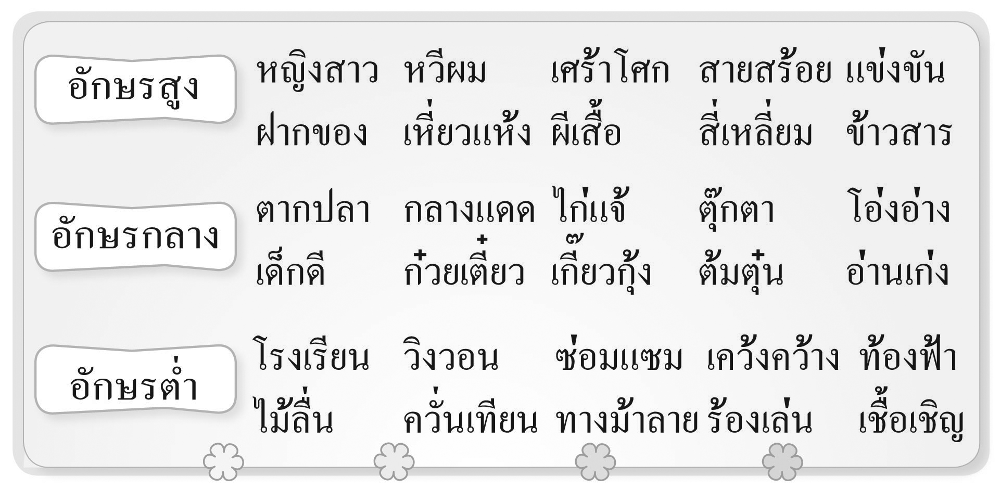 อักษรสูง
หญิงสาว หวีผม เศร้าโศก สายสร้อย แข่งขัน
ฝากของ เหี่ยวแห้ง ผีเสื้อ สี่เหลี่ยม ข้าวสาร
อักษรกลาง
ตากปลา กลางแดด ไก่แจ้ ตุ๊กตา โอ่งอ่าง
เด็กดี ก๋วยเตี๋ยว เกี๊ยวกุ้ง ต้มตุ๋น อ่านเก่ง
อักษรต่ำ
โรงเรียน วิงวอน ซ่อมแซม เคว้งคว้าง ท้องฟ้า
ไม้ลื่น ควั่นเทียน ทางม้าลาย ร้องเล่น เชื้อเชิญ